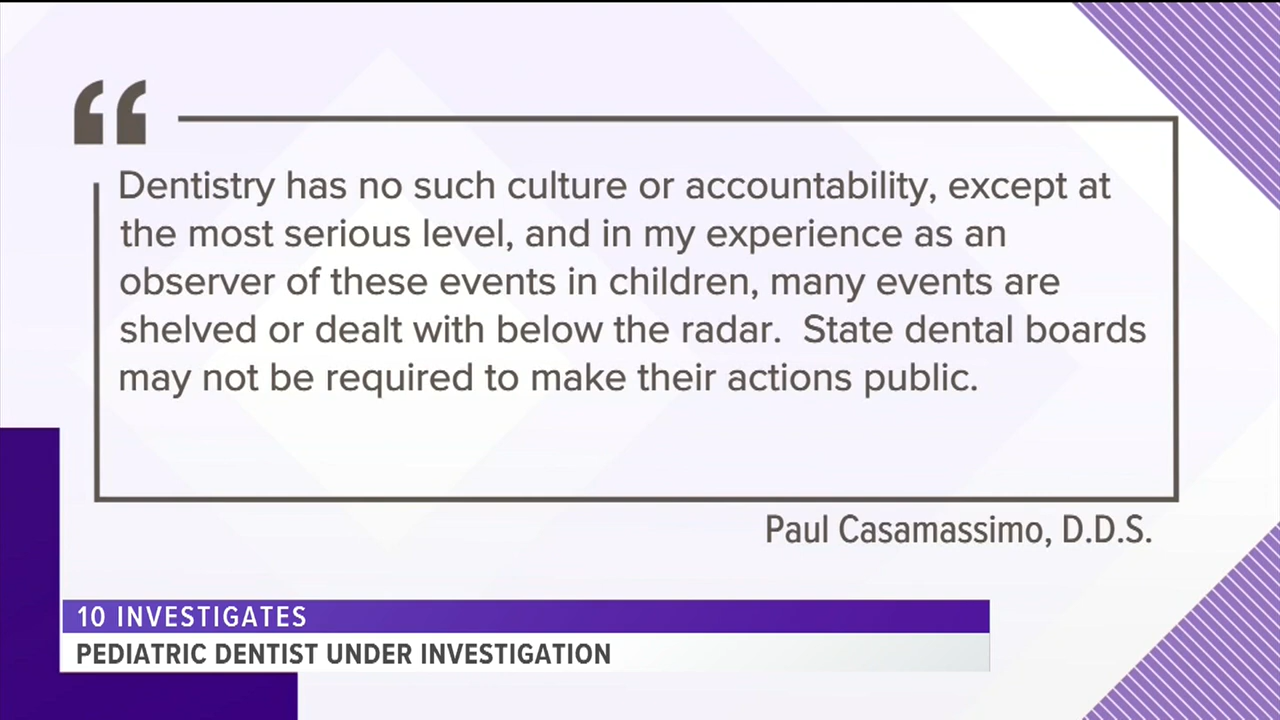 “
Dentistry has no such culture or accountability, except at
the most serious level, and in my experience as an
observer of these events in children, many events are
shelved or dealt with below the radar.  State dental boards
may not be required to make their actions public.
Paul Casamassimo, D.D.S.
10 INVESTIGATES
PEDIATRIC DENTIST UNDER INVESTIGATION